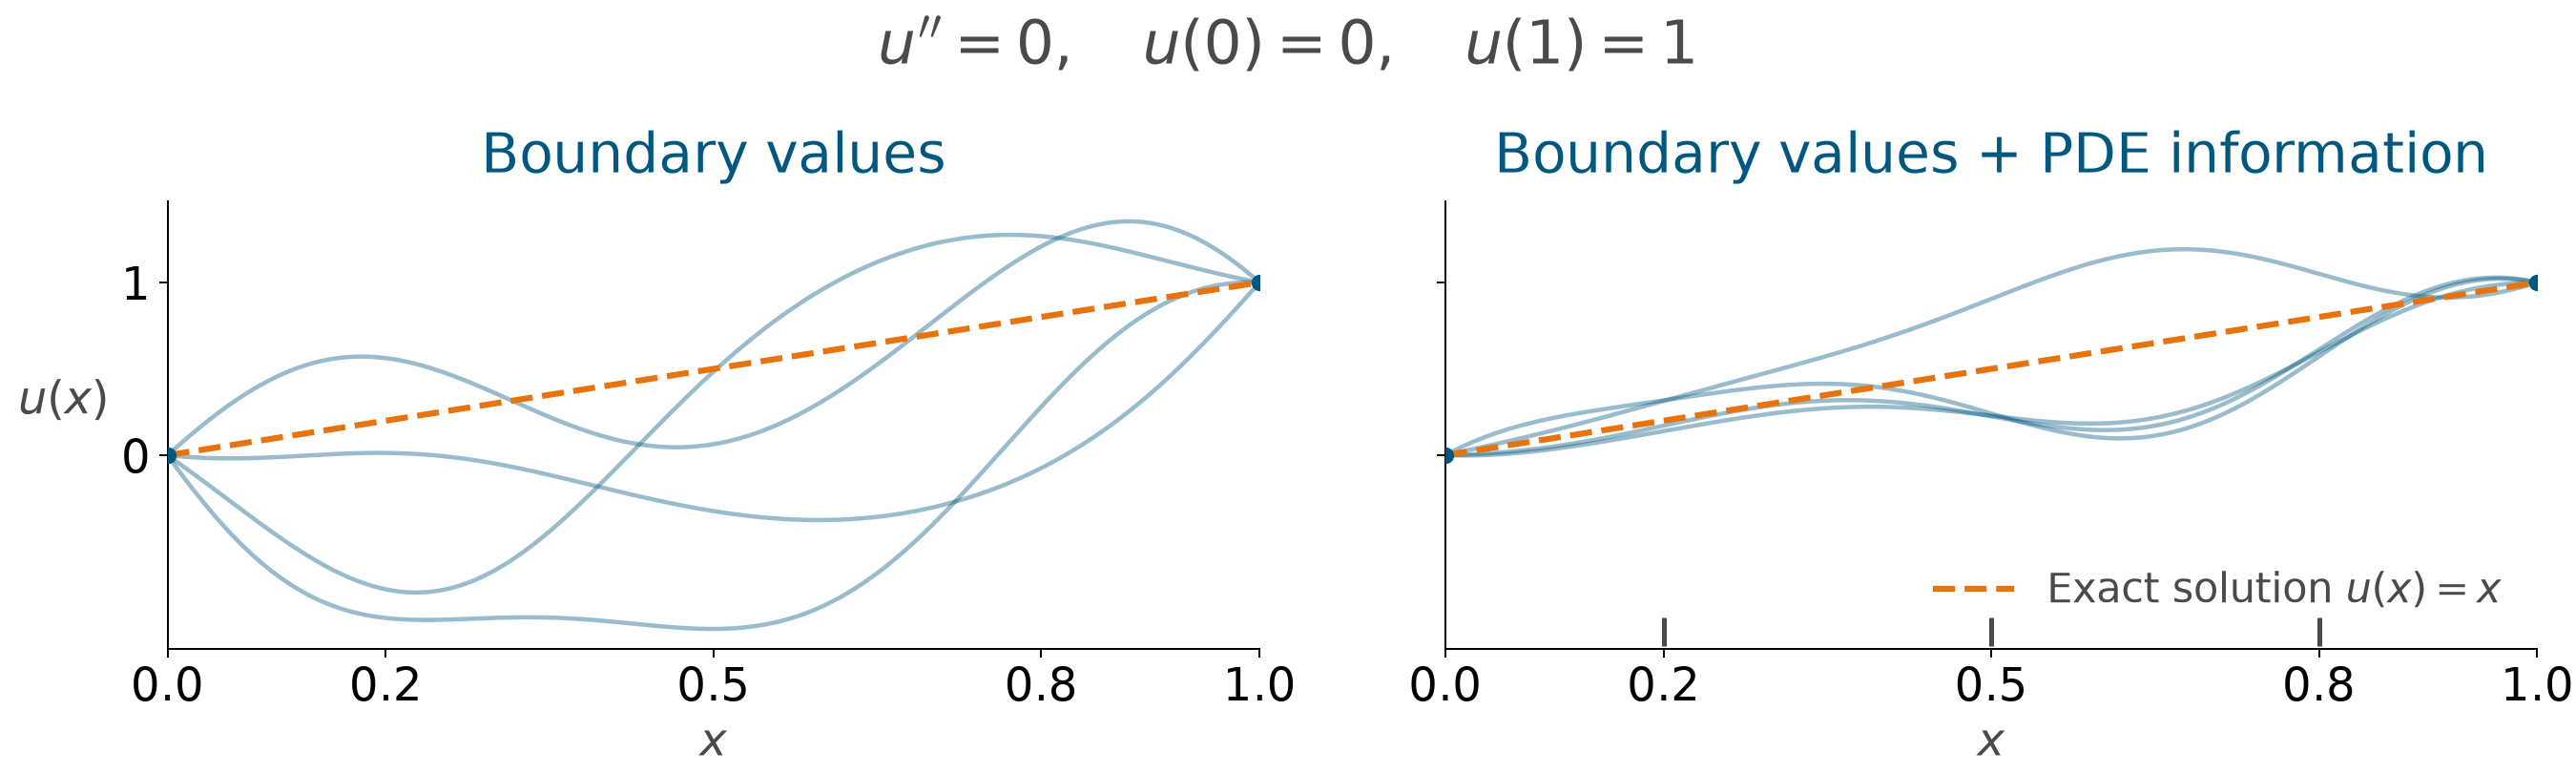 u″ = 0,    u(0) = 0,    u(1) = 1
Boundary values
u(x)
1
0
0.0 0.2 0.5 0.8 1.0
x
Boundary values + PDE information
Exact solution u(x) = x
0.0 0.2 0.5 0.8 1.0
x